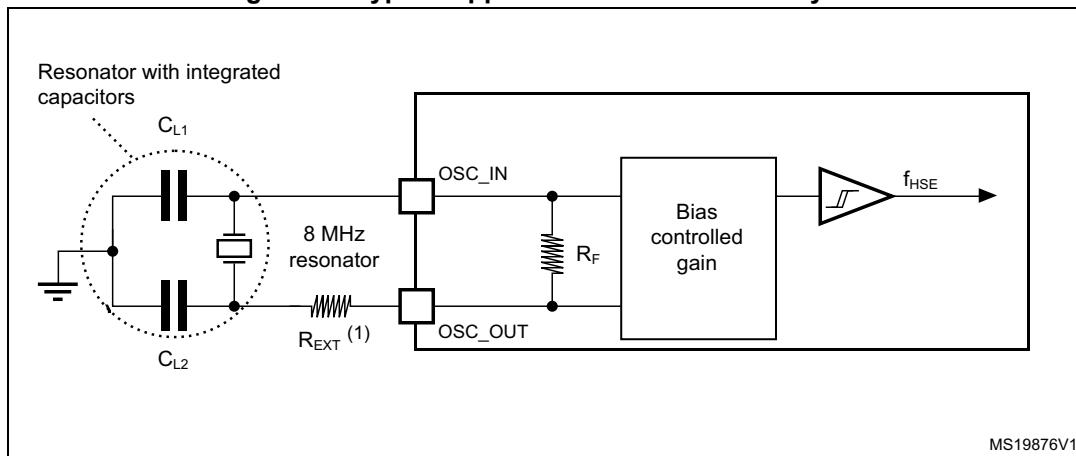 Resonator with integrated
capacitors
C_L1
OSC_IN
f_HSE
8 MHz
resonator
R_F
Bias
controlled
gain
R_EXT (1)
OSC_OUT
C_L2
MS19876V1